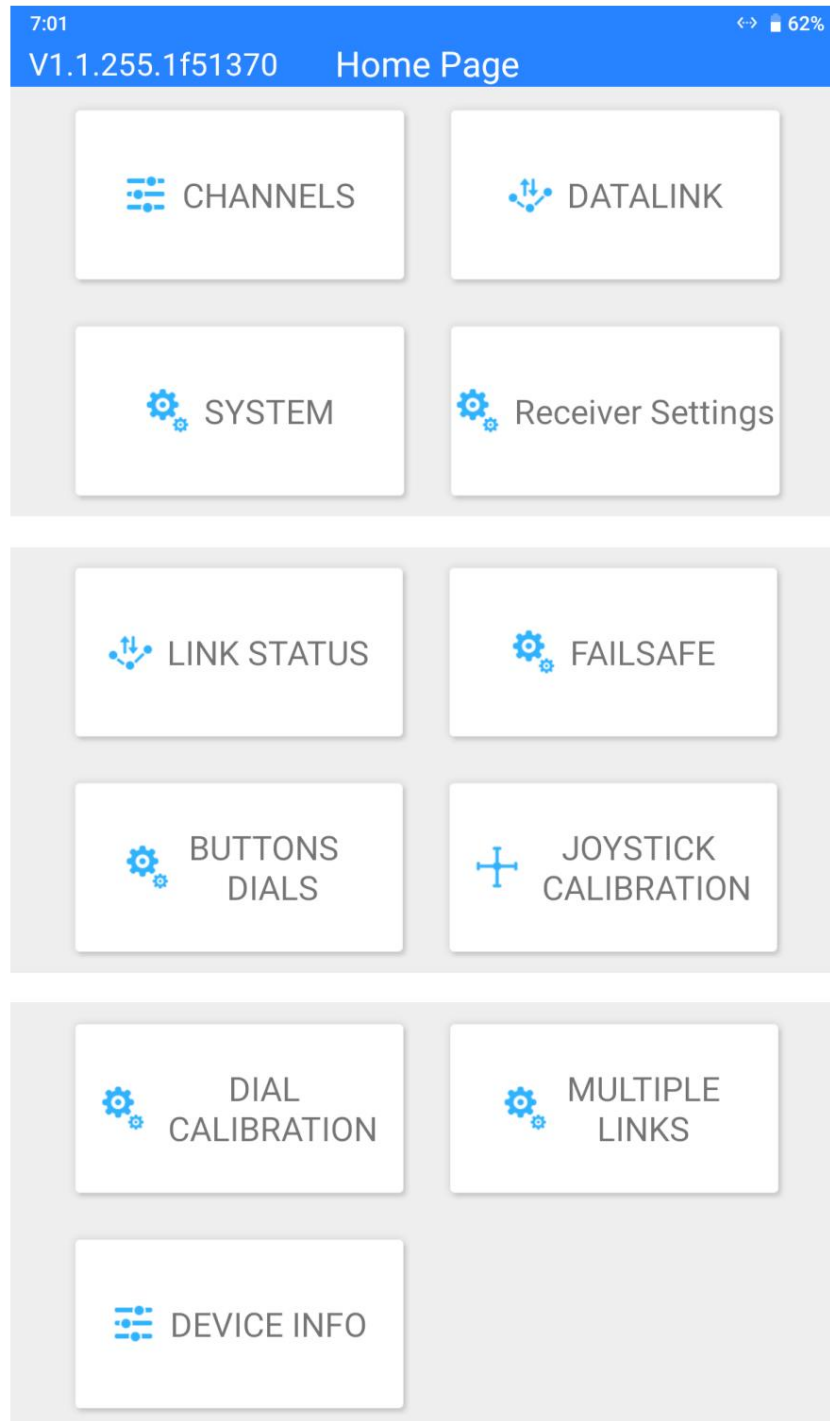 7:01 62%
V1.1.255.1f51370 Home Page
CHANNELS DATALINK
SYSTEM Receiver Settings
LINK STATUS FAILSAFE
BUTTONS
DIALS
JOYSTICK
CALIBRATION
DIAL
CALIBRATION
MULTIPLE
LINKS
DEVICE INFO